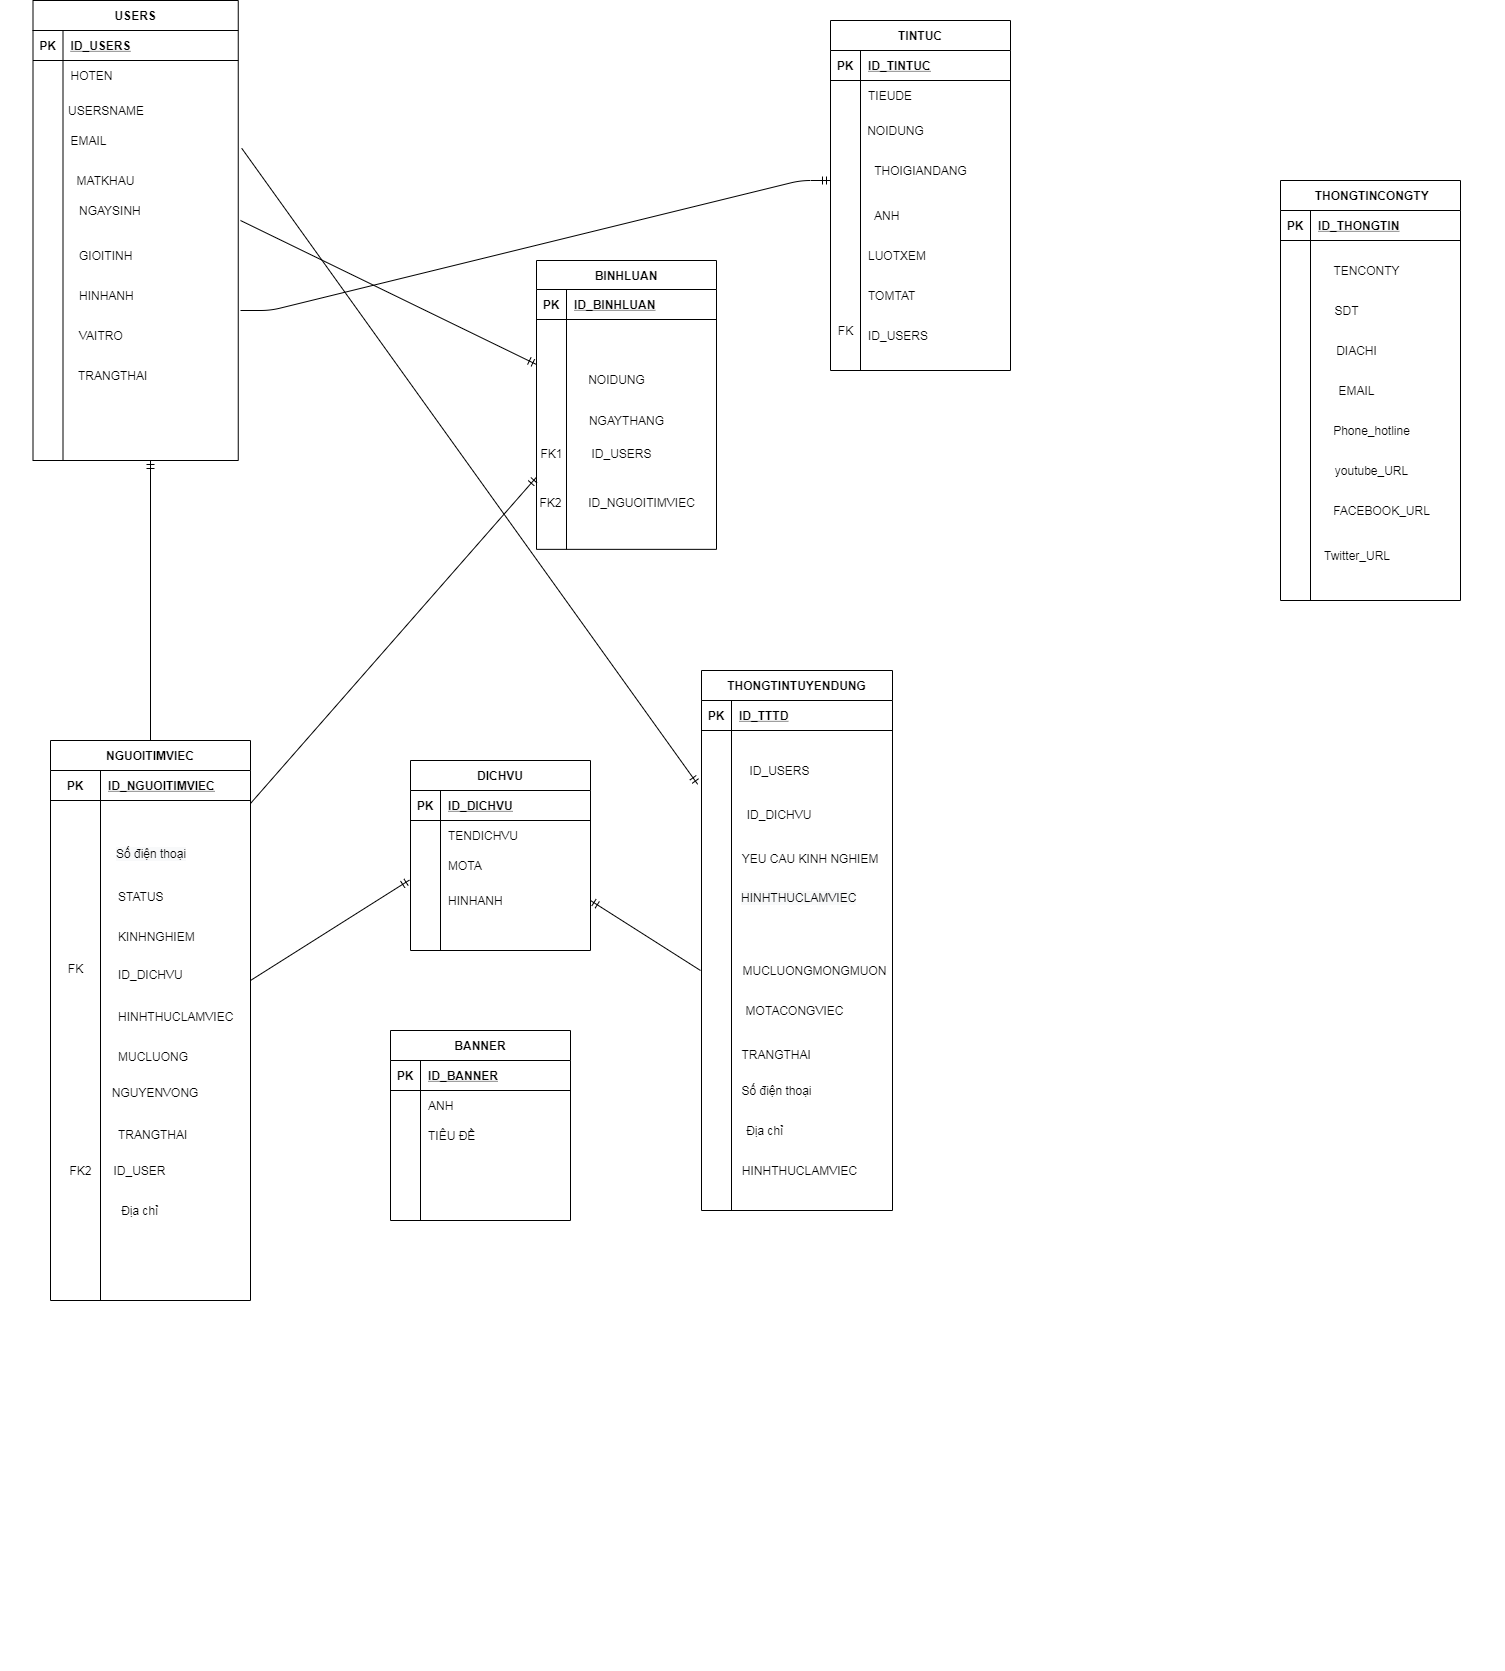 USERS
PK ID_USERS
HOTEN
USERSNAME
EMAIL
MATKHAU
NGAYSINH
GIOITINH
HINHANH
VAITRO
TRANGTHAI
TINTUC
PK ID_TINTUC
TIEUDE
NOIDUNG
THOIGIANDANG
ANH
LUOTXEM
TOMTAT
FK ID_USERS
THONGTINCONGTY
PK ID_THONGTIN
TENCONTY
SDT
DIACHI
EMAIL
Phone_hotline
youtube_URL
FACEBOOK_URL
Twitter_URL
BINHLUAN
PK ID_BINHLUAN
NOIDUNG
NGAYTHANG
FK1 ID_USERS
FK2 ID_NGUOITIMVIEC
NGUOITIMVIEC
PK ID_NGUOITIMVIEC
Số điện thoại
STATUS
KINHNGHIEM
FK ID_DICHVU
HINHTHUCLAMVIEC
MUCLUONG
NGUYENVONG
TRANGTHAI
FK2 ID_USER
Địa chỉ
DICHVU
PK ID_DICHVU
TENDICHVU
MOTA
HINHANH
BANNER
PK ID_BANNER
ANH
TIÊU ĐỀ
THONGTINTUYENDUNG
PK ID_TTTD
ID_USERS
ID_DICHVU
YEU CAU KINH NGHIEM
HINHTHUCLAMVIEC
MUCLUONGMONGMUON
MOTACONGVIEC
TRANGTHAI
Số điện thoại
Địa chỉ
HINHTHUCLAMVIEC